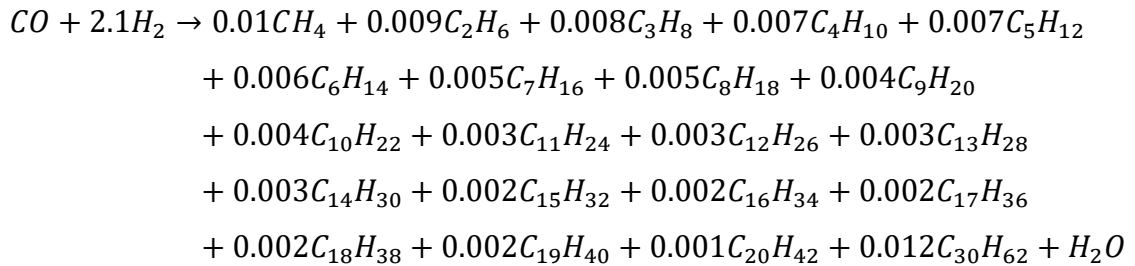 CO + 2.1H₂ → 0.01CH₄ + 0.009C₂H₆ + 0.008C₃H₈ + 0.007C₄H₁₀ + 0.007C₅H₁₂
+ 0.006C₆H₁₄ + 0.005C₇H₁₆ + 0.005C₈H₁₈ + 0.004C₉H₂₀
+ 0.004C₁₀H₂₂ + 0.003C₁₁H₂₄ + 0.003C₁₂H₂₆ + 0.003C₁₃H₂₈
+ 0.003C₁₄H₃₀ + 0.002C₁₅H₃₂ + 0.002C₁₆H₃₄ + 0.002C₁₇H₃₆
+ 0.002C₁₈H₃₈ + 0.002C₁₉H₄₀ + 0.001C₂₀H₄₂ + 0.012C₃₀H₆₂ + H₂O